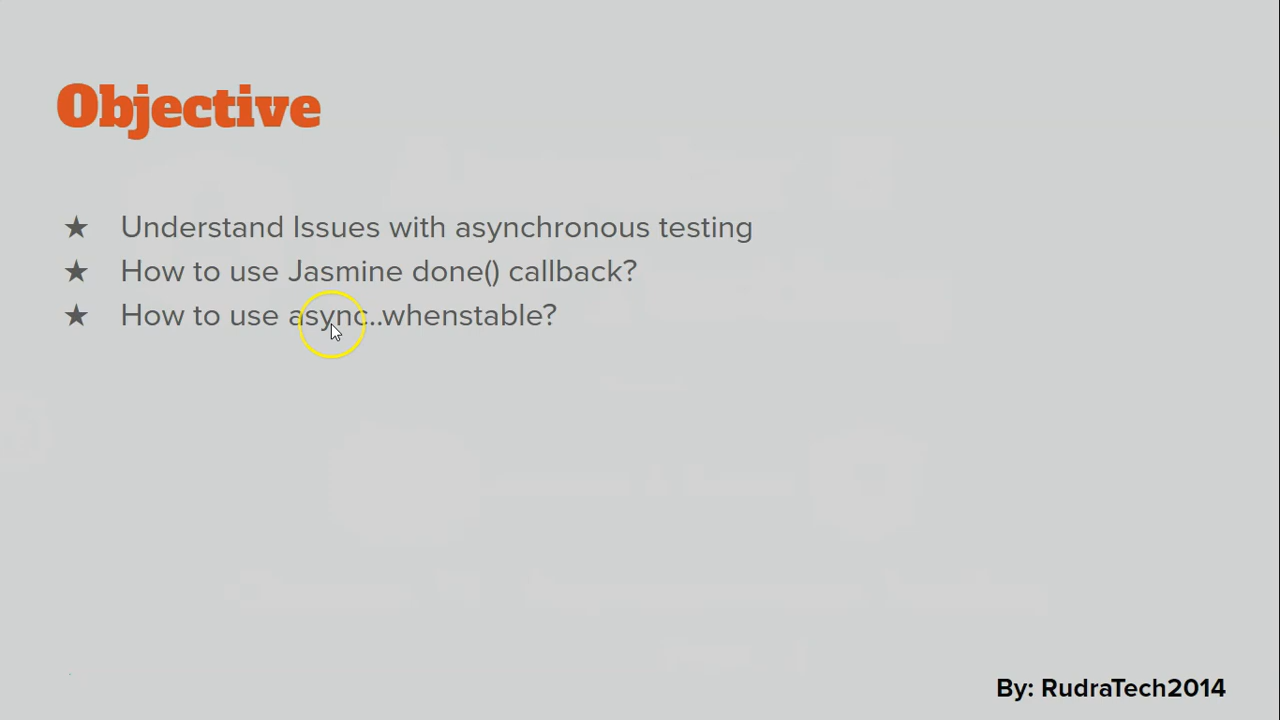 Objective
★ Understand Issues with asynchronous testing
★ How to use Jasmine done() callback?
★ How to use async..whenstable?
By: RudraTech2014